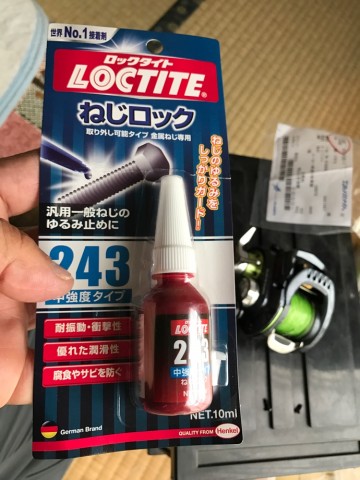 世界No.1接着剤
ロックタイト
LOCTITE
ねじロック
取り外し可能タイプ 金属ねじ専用
ねじのゆるみを
しっかりガード!
汎用一般ねじの
ゆるみ止めに
243
中強度タイプ
耐振動・衝撃性
優れた潤滑性
腐食やサビを防ぐ
LOCTITE
243
中強度
NET.10ml
German Brand
QUALITY FROM
Henkel